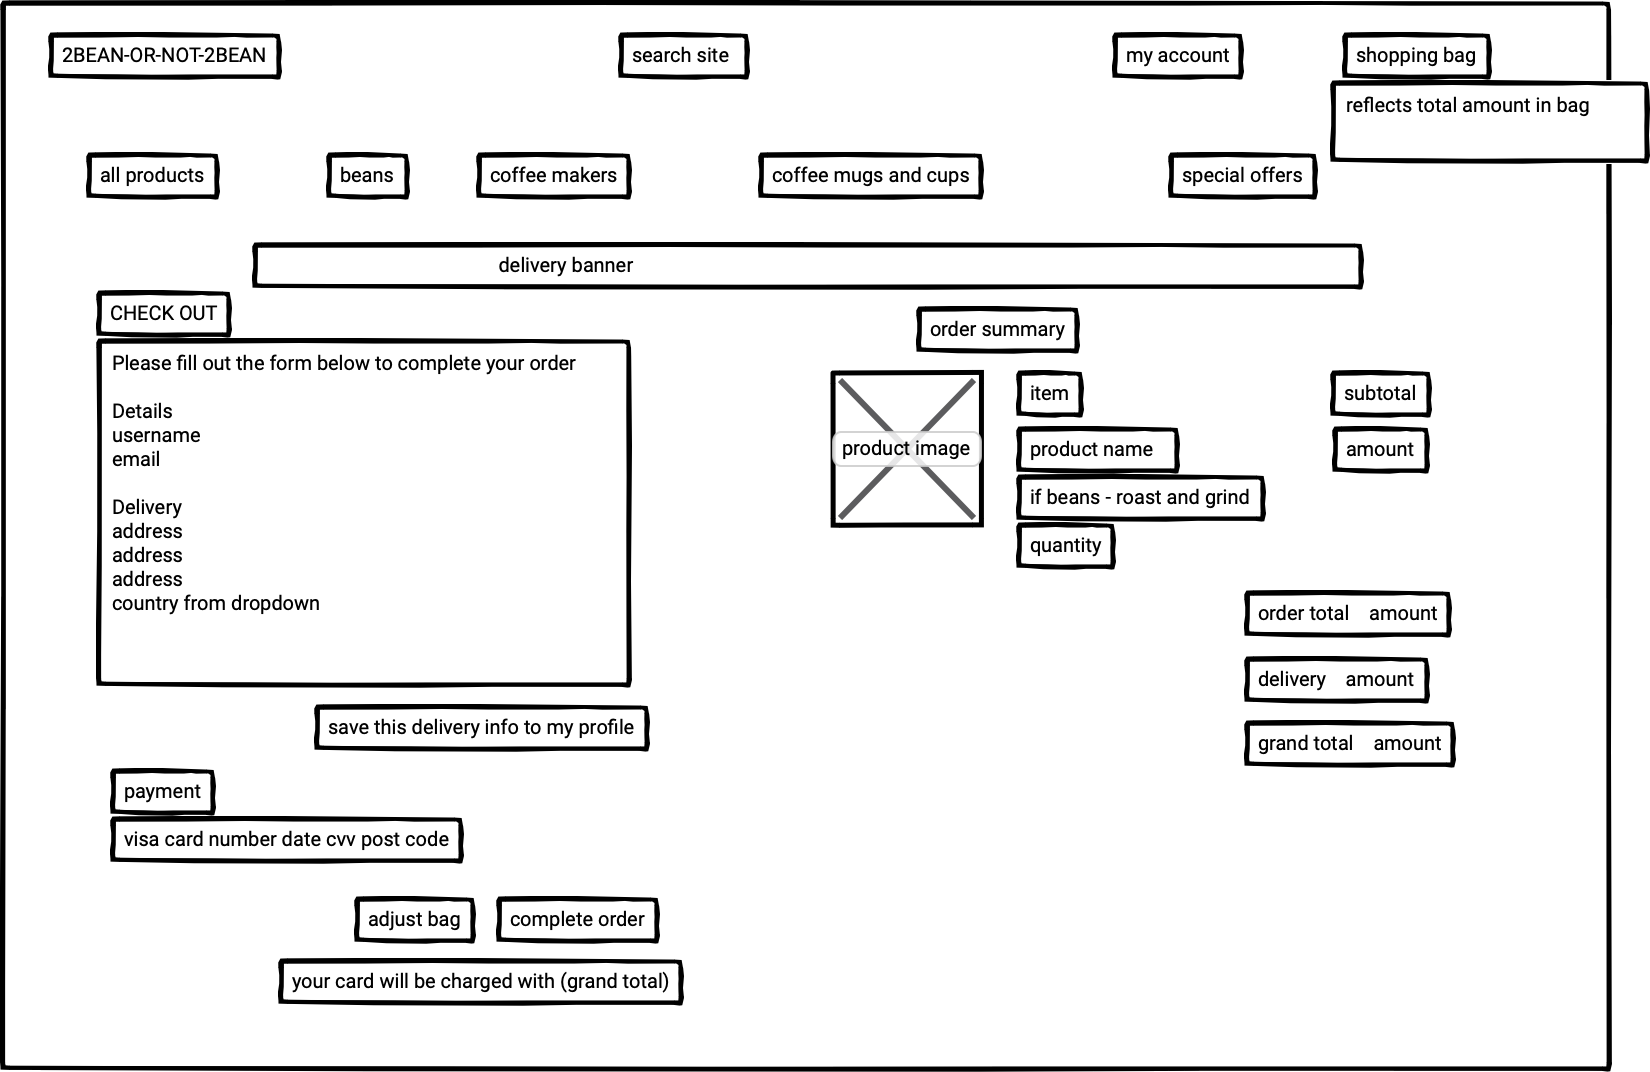 2BEAN-OR-NOT-2BEAN
search site
my account
shopping bag
reflects total amount in bag
all products
beans
coffee makers
coffee mugs and cups
special offers
delivery banner
CHECK OUT
Please fill out the form below to complete your order
Details
username
email
Delivery
address
address
address
country from dropdown
save this delivery info to my profile
payment
visa card number date cvv post code
adjust bag
complete order
your card will be charged with (grand total)
order summary
product image
item
subtotal
product name
amount
if beans - roast and grind
quantity
order total amount
delivery amount
grand total amount